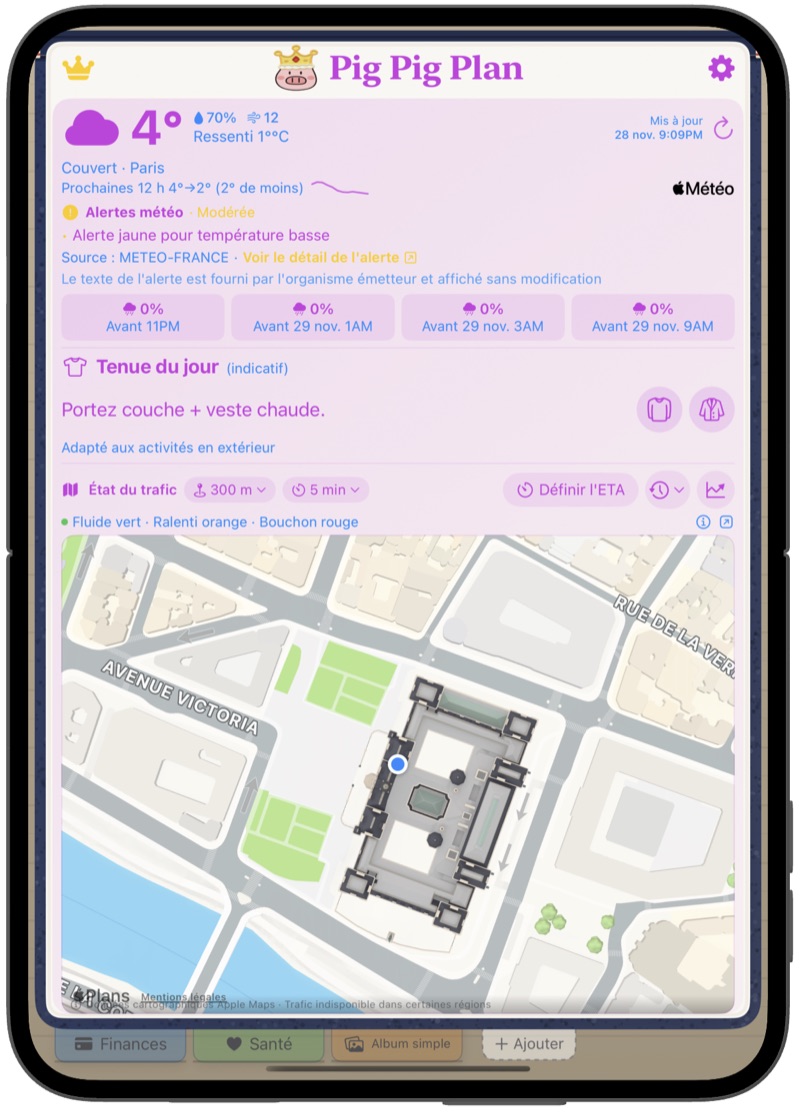 Pig Pig Plan
4° 70% 12
Ressenti 1°°C
Mis à jour
28 nov. 9:09PM
Couvert · Paris
Prochaines 12 h 4°→2° (2° de moins)
Météo
Alertes météo · Modérée
· Alerte jaune pour température basse
Source : METEO-FRANCE · Voir le détail de l'alerte
Le texte de l'alerte est fourni par l'organisme émetteur et affiché sans modification
0% 0% 0% 0%
Avant 11PM Avant 29 nov. 1AM Avant 29 nov. 3AM Avant 29 nov. 9AM
Tenue du jour (indicatif)
Portez couche + veste chaude.
Adapté aux activités en extérieur
État du trafic 300 m 5 min Définir l'ETA
Fluide vert · Ralenti orange · Bouchon rouge
RUE DE LA VER
AVENUE VICTORIA
Plans Mentions légales
cartographiques Apple Maps · Trafic indisponible dans certaines régions
Finances Santé Album simple + Ajouter